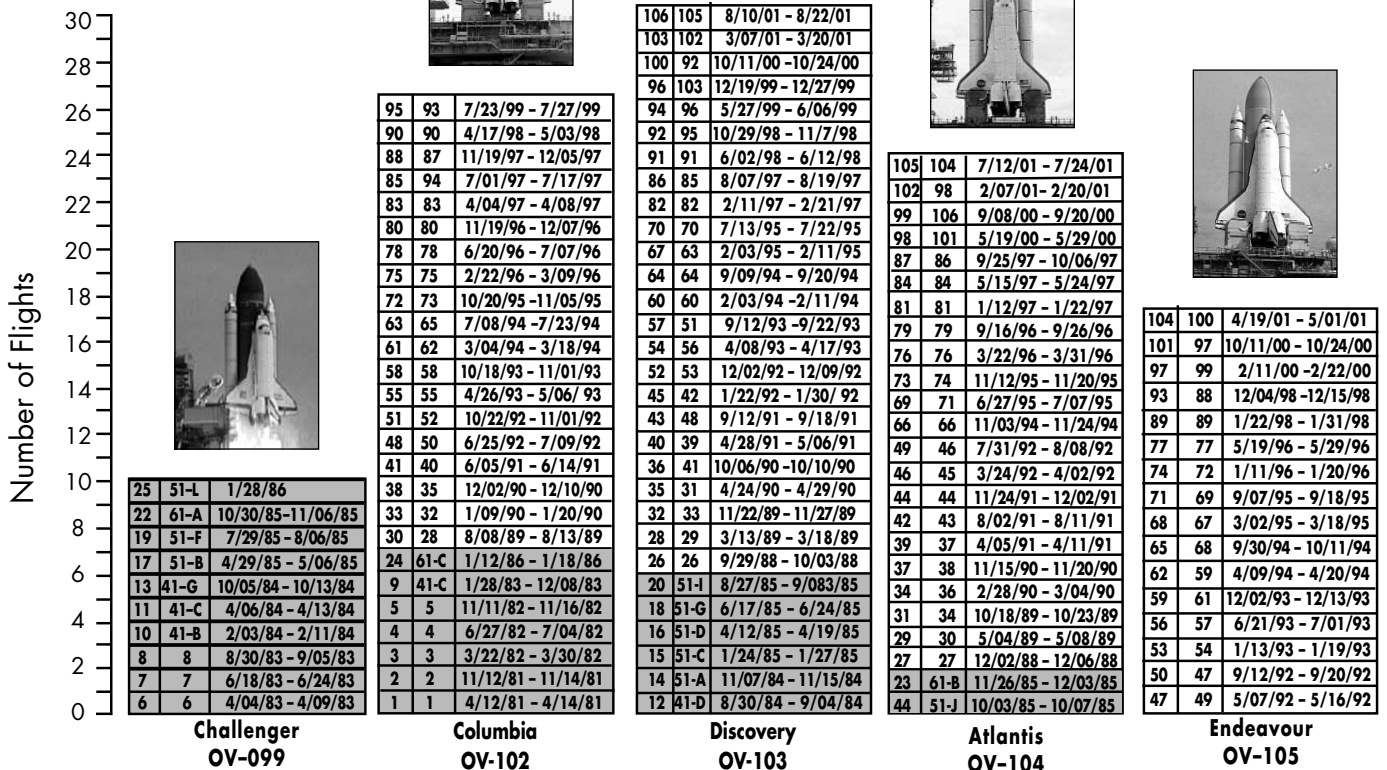 Number of Flights
30
28
26
24
22
20
18
16
14
12
10
8
6
4
2
0
25 51–L 1/28/86
22 61–A 10/30/85–11/06/85
19 51–F 7/29/85 – 8/06/85
17 51–B 4/29/85 – 5/06/85
13 41–G 10/05/84 – 10/13/84
11 41–C 4/06/84 – 4/13/84
10 41–B 2/03/84 – 2/11/84
8 8 8/30/83 – 9/05/83
7 7 6/18/83 – 6/24/83
6 6 4/04/83 – 4/09/83
Challenger
OV–099
95 93 7/23/99 – 7/27/99
90 90 4/17/98 – 5/03/98
88 87 11/19/97 – 12/05/97
85 94 7/01/97 – 7/17/97
83 83 4/04/97 – 4/08/97
80 80 11/19/96 – 12/07/96
78 78 6/20/96 – 7/07/96
75 75 2/22/96 – 3/09/96
72 73 10/20/95 –11/05/95
63 65 7/08/94 –7/23/94
61 62 3/04/94 – 3/18/94
58 58 10/18/93 – 11/01/93
55 55 4/26/93 – 5/06/ 93
51 52 10/22/92 – 11/01/92
48 50 6/25/92 – 7/09/92
41 40 6/05/91 – 6/14/91
38 35 12/02/90 – 12/10/90
33 32 1/09/90 – 1/20/90
30 28 8/08/89 – 8/13/89
24 61-C 1/12/86 – 1/18/86
9 41-C 1/28/83 – 12/08/83
5 5 11/11/82 – 11/16/82
4 4 6/27/82 – 7/04/82
3 3 3/22/82 – 3/30/82
2 2 11/12/81 – 11/14/81
1 1 4/12/81 – 4/14/81
Columbia
OV-102
106 105 8/10/01 – 8/22/01
103 102 3/07/01 – 3/20/01
100 92 10/11/00 –10/24/00
96 103 12/19/99 – 12/27/99
94 96 5/27/99 – 6/06/99
92 95 10/29/98 – 11/7/98
91 91 6/02/98 – 6/12/98
86 85 8/07/97 – 8/19/97
82 82 2/11/97 – 2/21/97
70 70 7/13/95 – 7/22/95
67 63 2/03/95 – 2/11/95
64 64 9/09/94 – 9/20/94
60 60 2/03/94 –2/11/94
57 51 9/12/93 –9/22/93
54 56 4/08/93 – 4/17/93
52 53 12/02/92 – 12/09/92
45 42 1/22/92 – 1/30/ 92
43 48 9/12/91 – 9/18/91
40 39 4/28/91 – 5/06/91
36 41 10/06/90 –10/10/90
35 31 4/24/90 – 4/29/90
32 33 11/22/89 – 11/27/89
28 29 3/13/89 – 3/18/89
26 26 9/29/88 – 10/03/88
20 51-I 8/27/85 – 9/083/85
18 51-G 6/17/85 – 6/24/85
16 51-D 4/12/85 – 4/19/85
15 51-C 1/24/85 – 1/27/85
14 51-A 11/07/84 – 11/15/84
12 41-D 8/30/84 – 9/04/84
Discovery
OV-103
105 104 7/12/01 – 7/24/01
102 98 2/07/01– 2/20/01
99 106 9/08/00 – 9/20/00
98 101 5/19/00 – 5/29/00
87 86 9/25/97 – 10/06/97
84 84 5/15/97 – 5/24/97
81 81 1/12/97 – 1/22/97
79 79 9/16/96 – 9/26/96
76 76 3/22/96 – 3/31/96
73 74 11/12/95 – 11/20/95
69 71 6/27/95 – 7/07/95
66 66 11/03/94 – 11/24/94
49 46 7/31/92 – 8/08/92
46 45 3/24/92 – 4/02/92
44 44 11/24/91 – 12/02/91
42 43 8/02/91 – 8/11/91
39 37 4/05/91 – 4/11/91
37 38 11/15/90 – 11/20/90
34 36 2/28/90 – 3/04/90
31 34 10/18/89 – 10/23/89
29 30 5/04/89 – 5/08/89
27 27 12/02/88 – 12/06/88
23 61-B 11/26/85 – 12/03/85
44 51-J 10/03/85 – 10/07/85
Atlantis
OV–104
104 100 4/19/01 – 5/01/01
101 97 10/11/00 – 10/24/00
97 99 2/11/00 –2/22/00
93 88 12/04/98 –12/15/98
89 89 1/22/98 – 1/31/98
77 77 5/19/96 – 5/29/96
74 72 1/11/96 – 1/20/96
71 69 9/07/95 – 9/18/95
68 67 3/02/95 – 3/18/95
65 68 9/30/94 – 10/11/94
62 59 4/09/94 – 4/20/94
59 61 12/02/93 – 12/13/93
56 57 6/21/93 – 7/01/93
53 54 1/13/93 – 1/19/93
50 47 9/12/92 – 9/20/92
47 49 5/07/92 – 5/16/92
Endeavour
OV–105